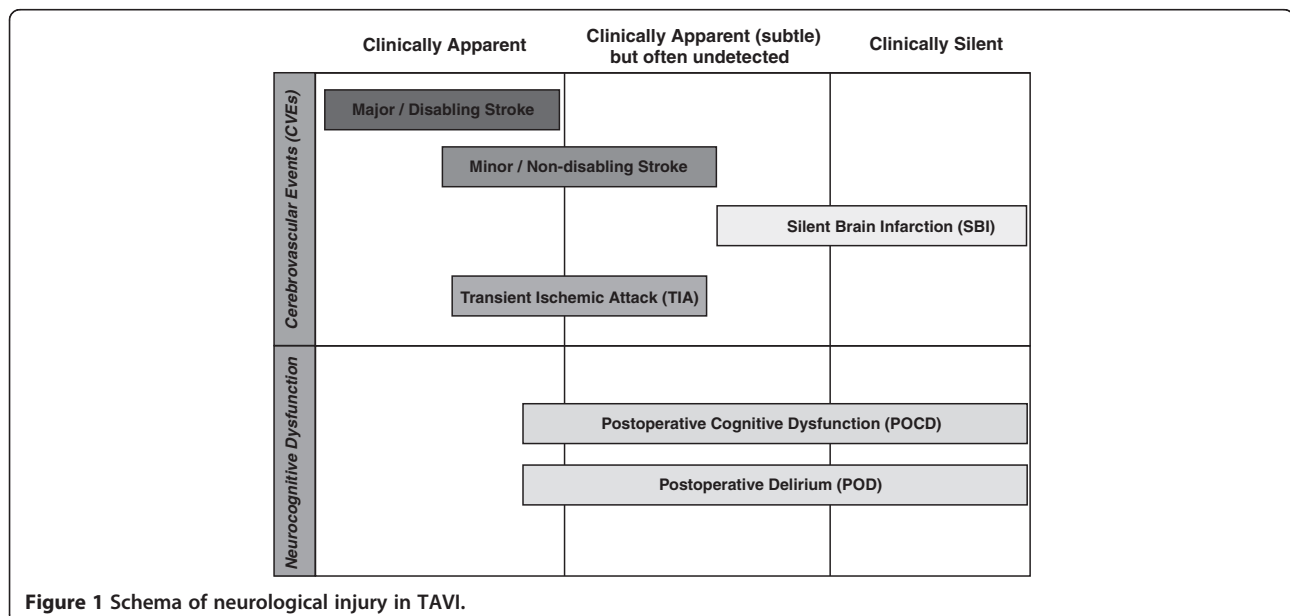 Clinically Apparent
Clinically Apparent (subtle)
but often undetected
Clinically Silent
Cerebrovascular Events (CVEs)
Major / Disabling Stroke
Minor / Non-disabling Stroke
Silent Brain Infarction (SBI)
Transient Ischemic Attack (TIA)
Neurocognitive Dysfunction
Postoperative Cognitive Dysfunction (POCD)
Postoperative Delirium (POD)
Figure 1 Schema of neurological injury in TAVI.